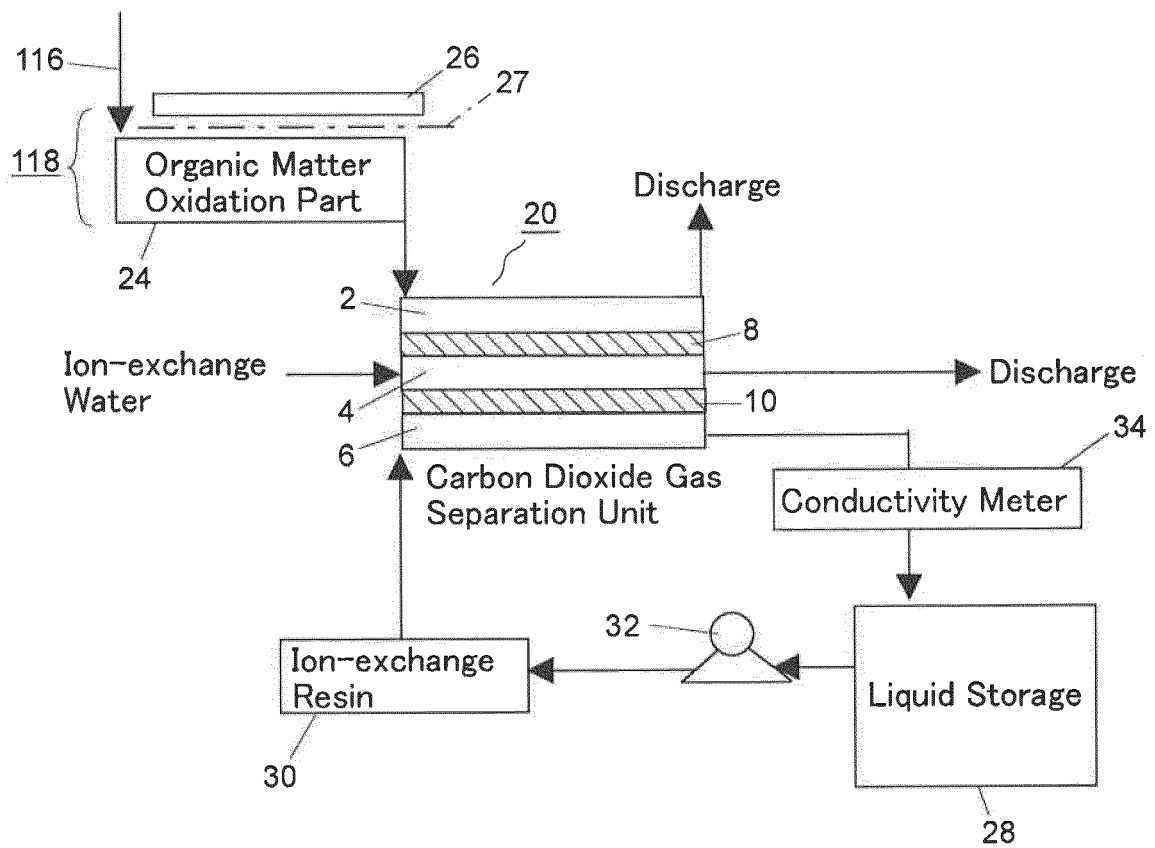 116
26
27
118
Organic Matter
Oxidation Part
Discharge
20
24
2
8
Ion-exchange
Water
4
Discharge
10
6
34
Carbon Dioxide Gas
Separation Unit
Conductivity Meter
32
Ion-exchange
Resin
Liquid Storage
30
28